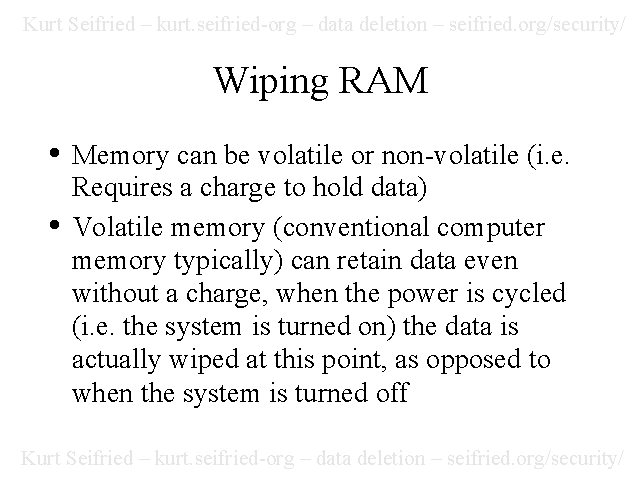 Kurt Seifried – kurt.seifried-org – data deletion – seifried.org/security/
Wiping RAM
• Memory can be volatile or non-volatile (i.e.
Requires a charge to hold data)
• Volatile memory (conventional computer
memory typically) can retain data even
without a charge, when the power is cycled
(i.e. the system is turned on) the data is
actually wiped at this point, as opposed to
when the system is turned off
Kurt Seifried – kurt.seifried-org – data deletion – seifried.org/security/